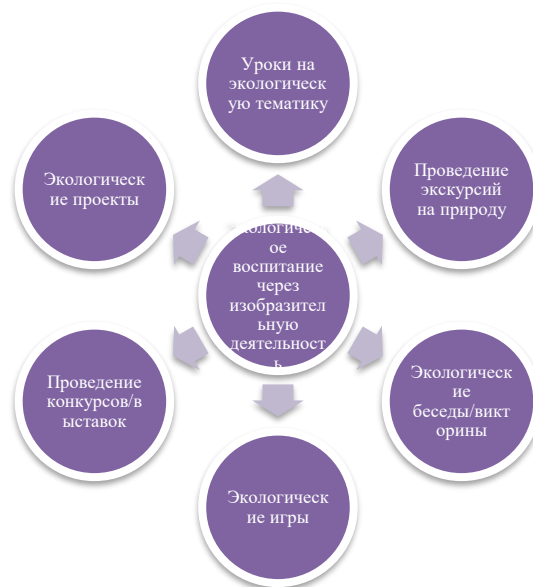 Уроки на
экологическ
ую тематику
Экологическ
ие проекты
Проведение
экскурсий
на природу
Экологическ
ое
воспитание
через
изобразител
ьную
деятельност
ь
Проведение
конкурсов/в
ыставок
Экологическ
ие
беседы/викт
орины
Экологическ
ие игры